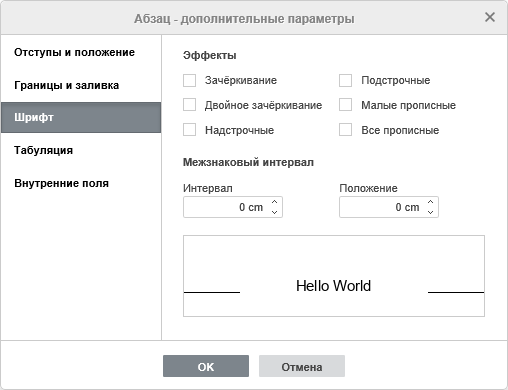 Абзац - дополнительные параметры
Отступы и положение
Границы и заливка
Шрифт
Табуляция
Внутренние поля
Эффекты
Зачёркивание
Подстрочные
Двойное зачёркивание
Малые прописные
Надстрочные
Все прописные
Межзнаковый интервал
Интервал
Положение
0 cm
0 cm
Hello World
OK
Отмена